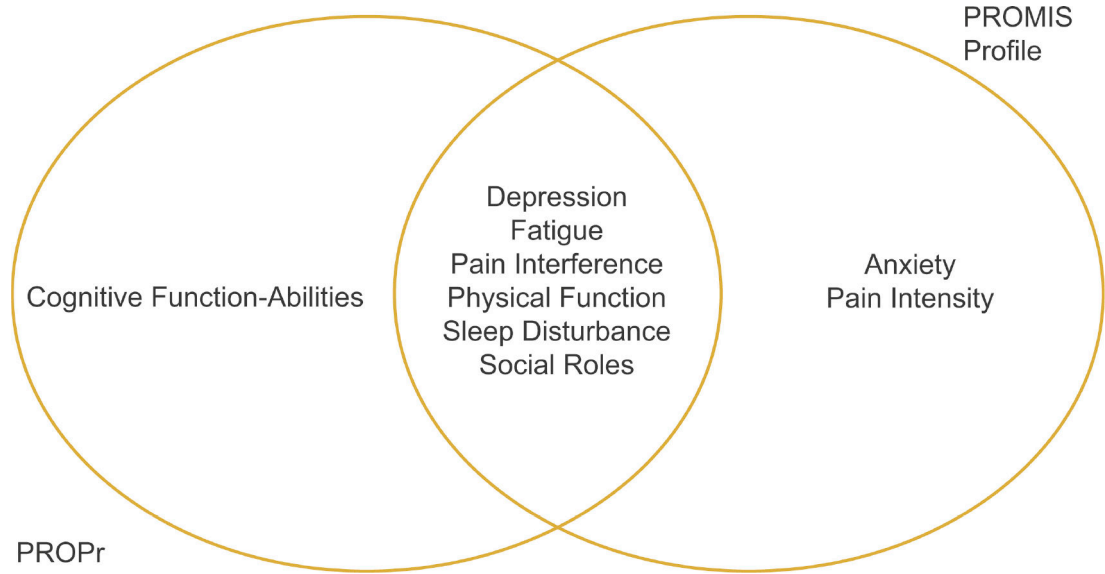 PROMIS
Profile
Depression
Fatigue
Pain Interference
Physical Function
Sleep Disturbance
Social Roles
Cognitive Function-Abilities
Anxiety
Pain Intensity
PROPr